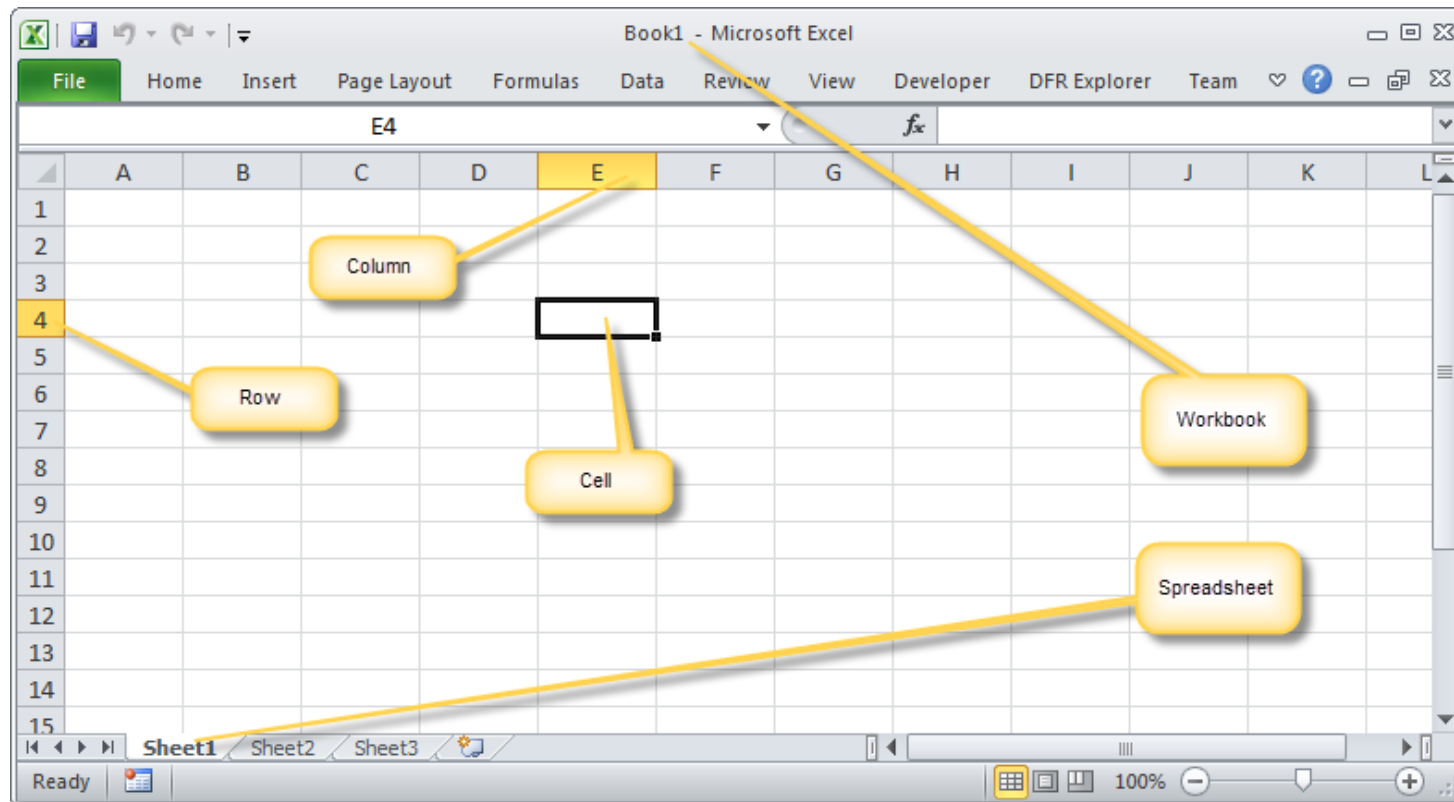 Book1 - Microsoft Excel
File Home Insert Page Layout Formulas Data Review View Developer DFR Explorer Team
E4 fx
A B C D E F G H I J K L
1
2
Column
3
4
5
6
Row
Workbook
7
8
Cell
9
10
11
Spreadsheet
12
13
14
15
Sheet1 Sheet2 Sheet3
Ready 100%